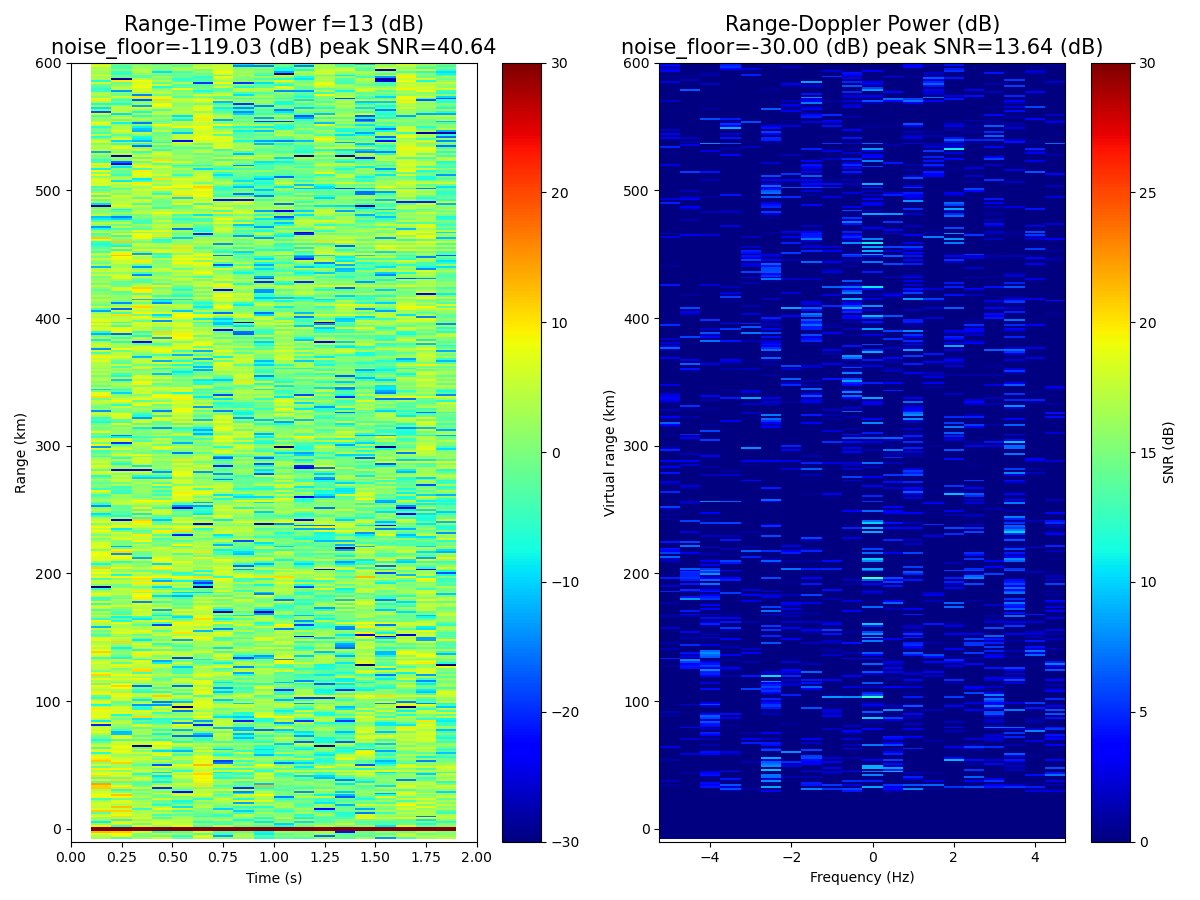 Range-Time Power f=13 (dB)
noise_floor=-119.03 (dB) peak SNR=40.64
600
500
400
300
200
100
0
Range (km)
0.00 0.25 0.50 0.75 1.00 1.25 1.50 1.75 2.00
Time (s)
30
20
10
0
−10
−20
−30
Range-Doppler Power (dB)
noise_floor=-30.00 (dB) peak SNR=13.64 (dB)
600
500
400
300
200
100
0
Virtual range (km)
−4 −2 0 2 4
Frequency (Hz)
30
25
20
15
10
5
0
SNR (dB)